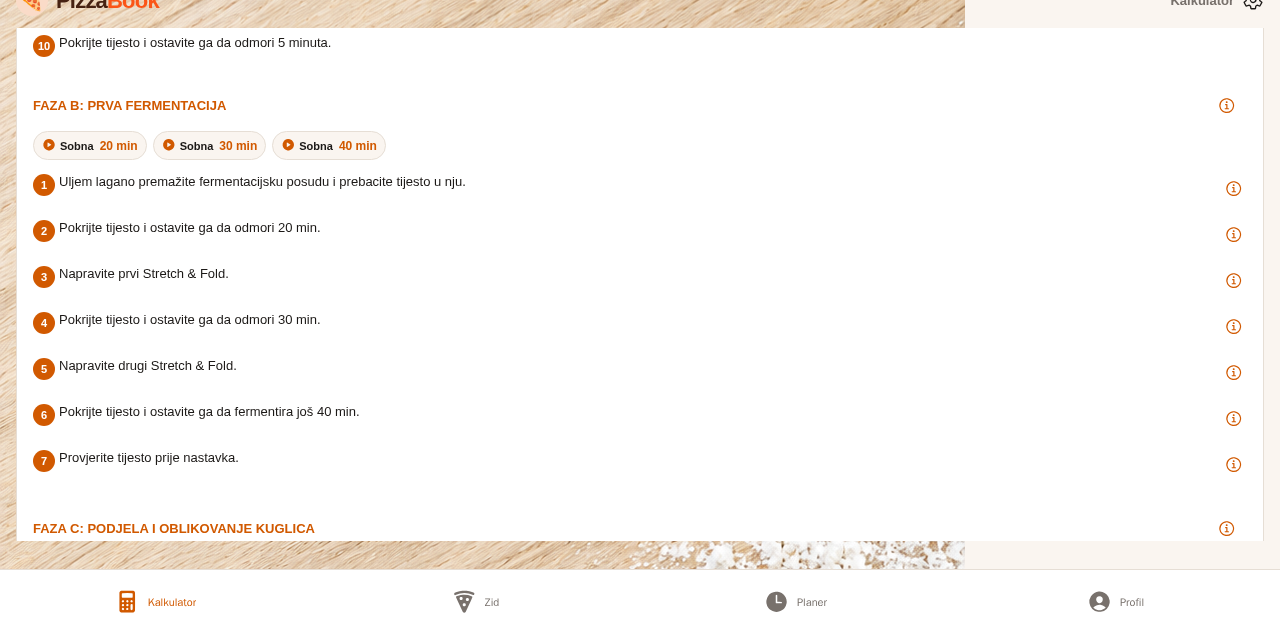 PizzaBook
Kalkulator
10 Pokrijte tijesto i ostavite ga da odmori 5 minuta.
FAZA B: PRVA FERMENTACIJA
Sobna 20 min Sobna 30 min Sobna 40 min
1 Uljem lagano premažite fermentacijsku posudu i prebacite tijesto u nju.
2 Pokrijte tijesto i ostavite ga da odmori 20 min.
3 Napravite prvi Stretch & Fold.
4 Pokrijte tijesto i ostavite ga da odmori 30 min.
5 Napravite drugi Stretch & Fold.
6 Pokrijte tijesto i ostavite ga da fermentira još 40 min.
7 Provjerite tijesto prije nastavka.
FAZA C: PODJELA I OBLIKOVANJE KUGLICA
Kalkulator Zid Planer Profil